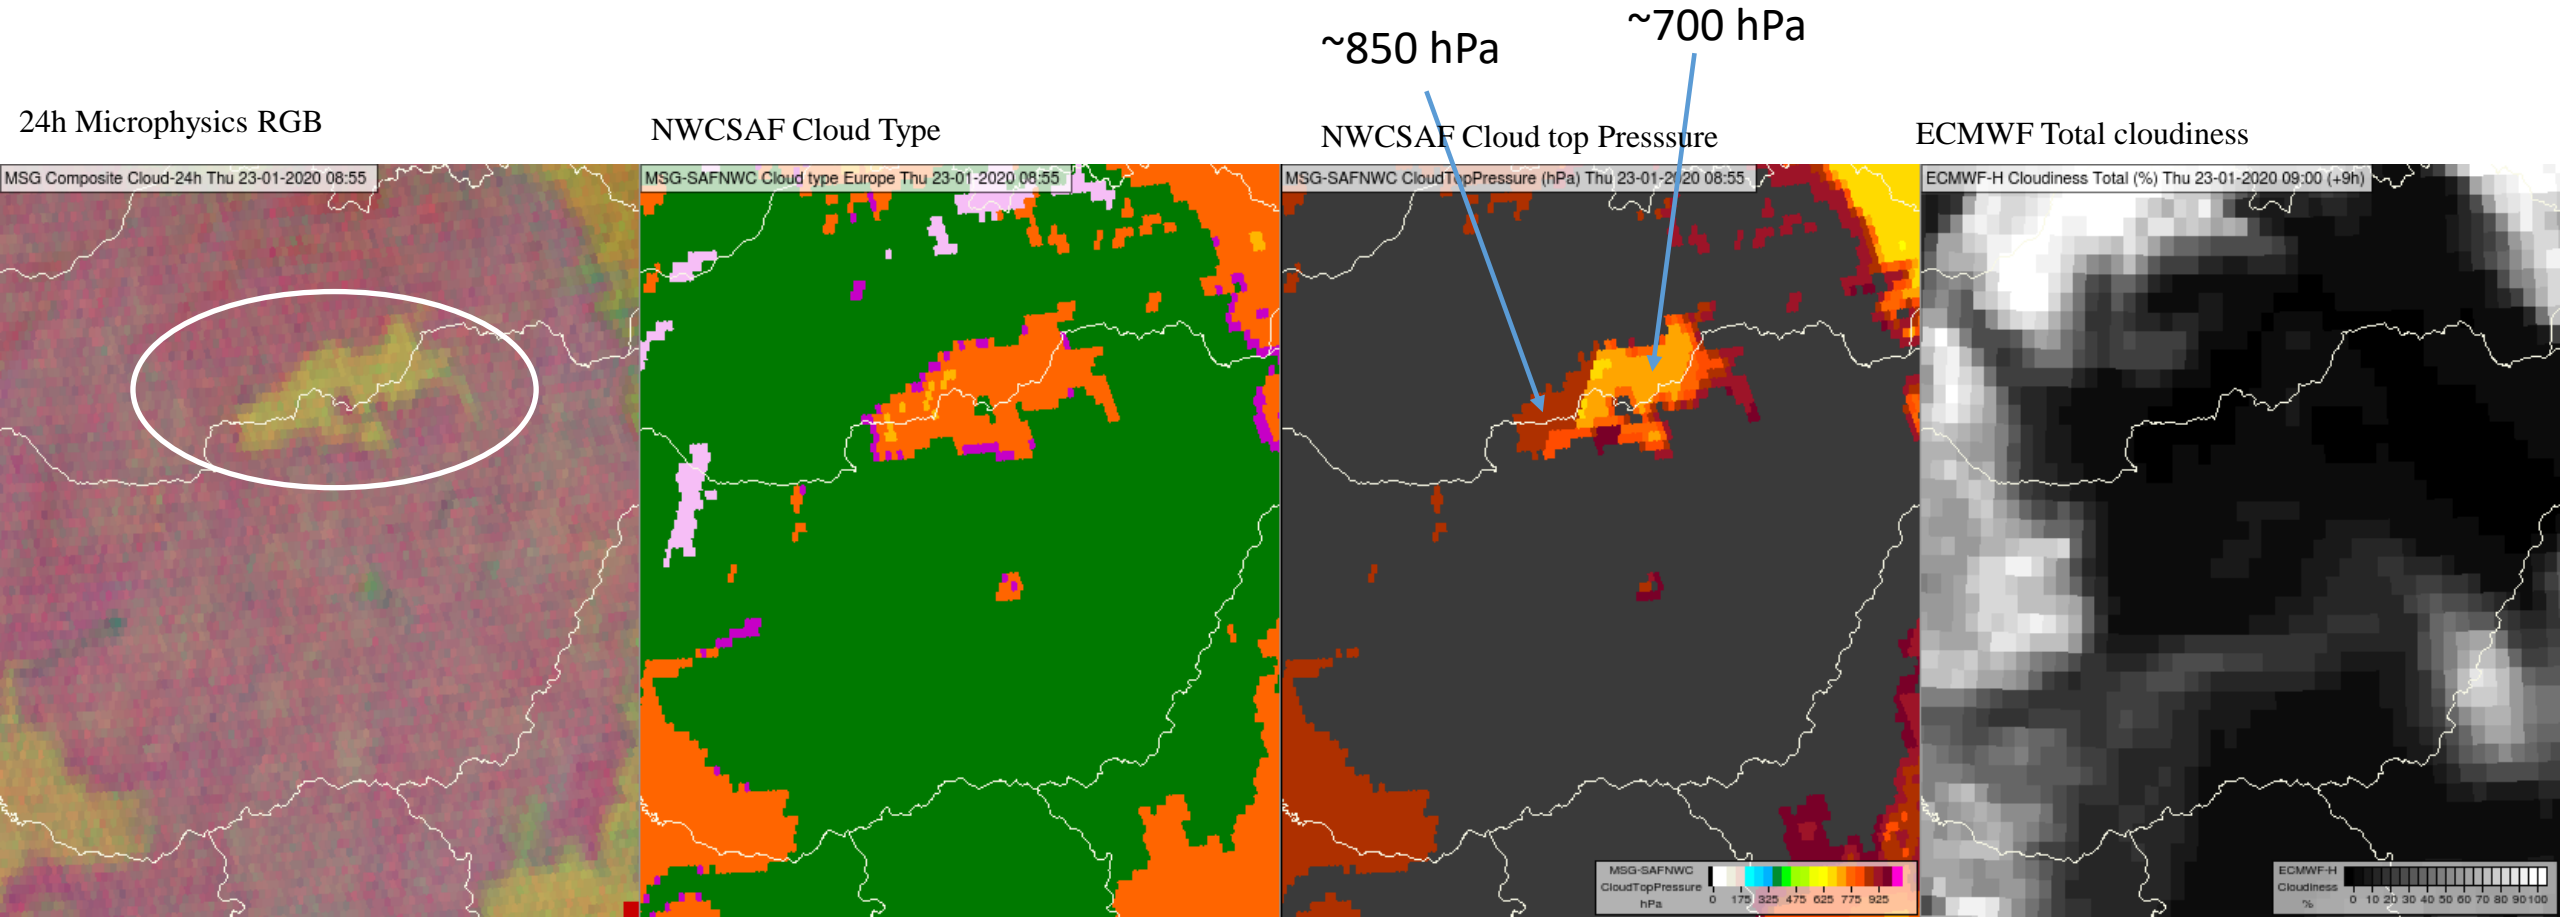 ~850 hPa
~700 hPa
24h Microphysics RGB
NWCSAF Cloud Type
NWCSAF Cloud top Presssure
ECMWF Total cloudiness
MSG Composite Cloud-24h Thu 23-01-2020 08:55
MSG-SAFNWC Cloud type Europe Thu 23-01-2020 08:55
MSG-SAFNWC CloudTopPressure (hPa) Thu 23-01-2020 08:55
ECMWF-H Cloudiness Total (%) Thu 23-01-2020 09:00 (+9h)
MSG-SAFNWC
CloudTopPressure
hPa
0 175 325 475 625 775 925
ECMWF-H
Cloudiness
%
0 10 20 30 40 50 60 70 80 90 100